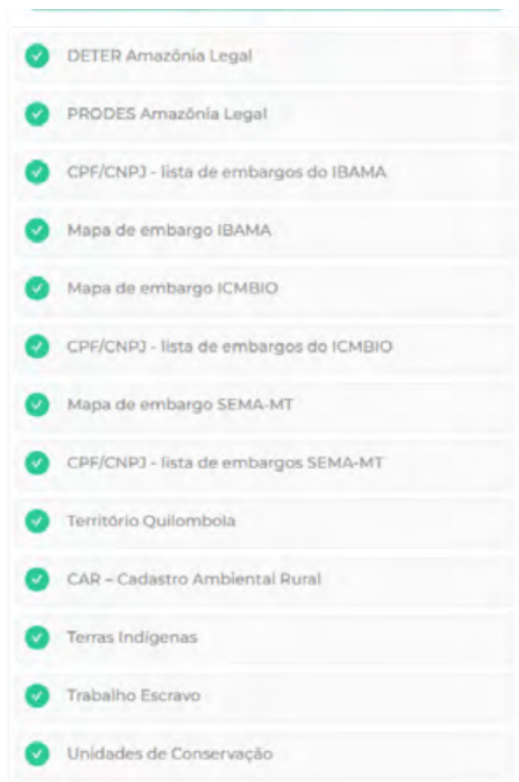 DETER Amazônia Legal
PRODES Amazônia Legal
CPF/CNPJ - lista de embargos do IBAMA
Mapa de embargo IBAMA
Mapa de embargo ICMBIO
CPF/CNPJ - lista de embargos do ICMBIO
Mapa de embargo SEMA-MT
CPF/CNPJ - lista de embargos SEMA-MT
Território Quilombola
CAR – Cadastro Ambiental Rural
Terras Indígenas
Trabalho Escravo
Unidades de Conservação